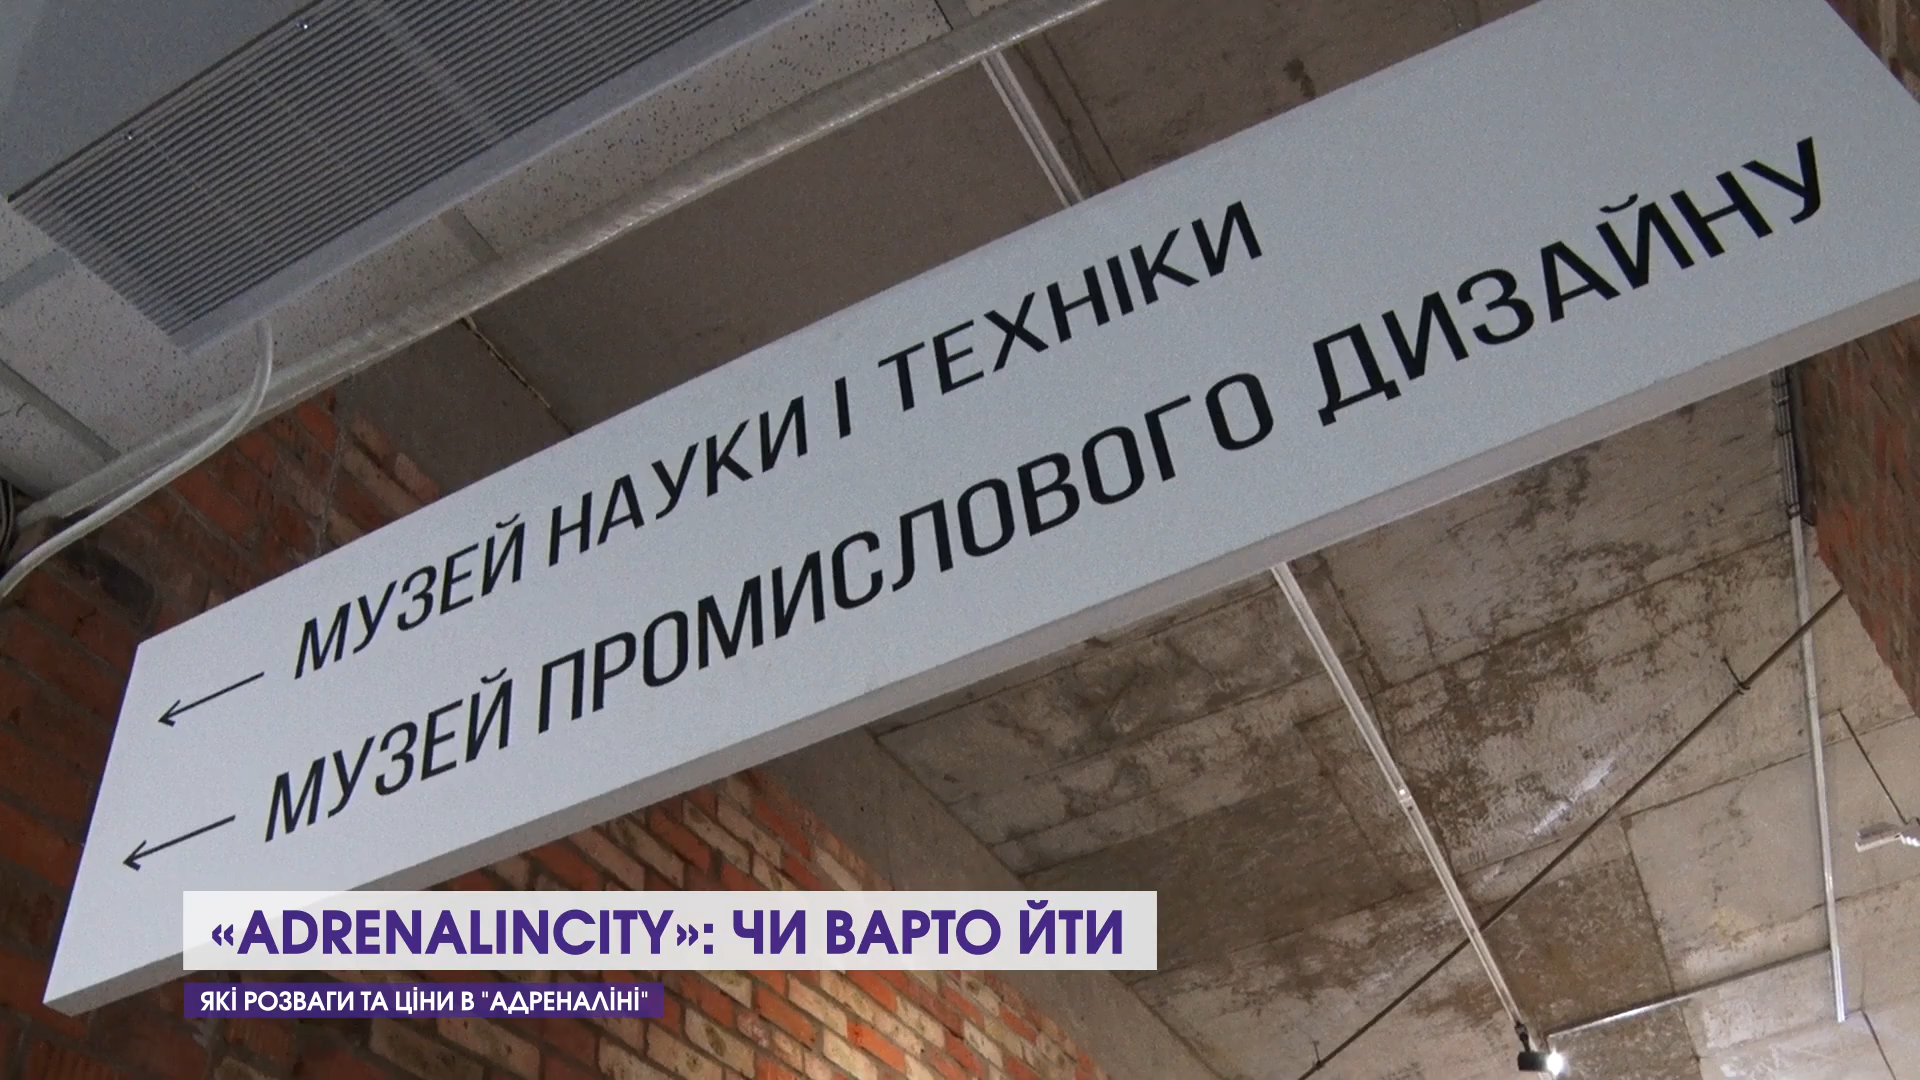 ← МУЗЕЙ НАУКИ І ТЕХНІКИ
← МУЗЕЙ ПРОМИСЛОВОГО ДИЗАЙНУ
«ADRENALINCITY»: ЧИ ВАРТО ЙТИ
ЯКІ РОЗВАГИ ТА ЦІНИ В "АДРЕНАЛІНІ"